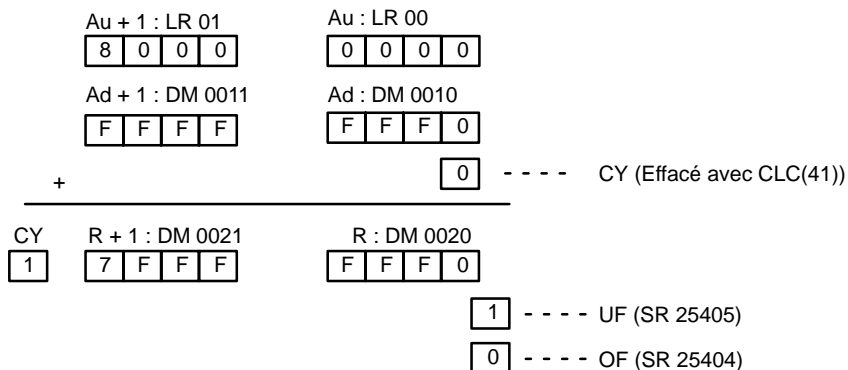 Au + 1 : LR 01 Au : LR 00
8 0 0 0 0 0 0 0
Ad + 1 : DM 0011 Ad : DM 0010
F F F F F F F 0
+ 0 - - - - CY (Effacé avec CLC(41))
CY R + 1 : DM 0021 R : DM 0020
1 7 F F F F F F 0
1 - - - - UF (SR 25405)
0 - - - - OF (SR 25404)